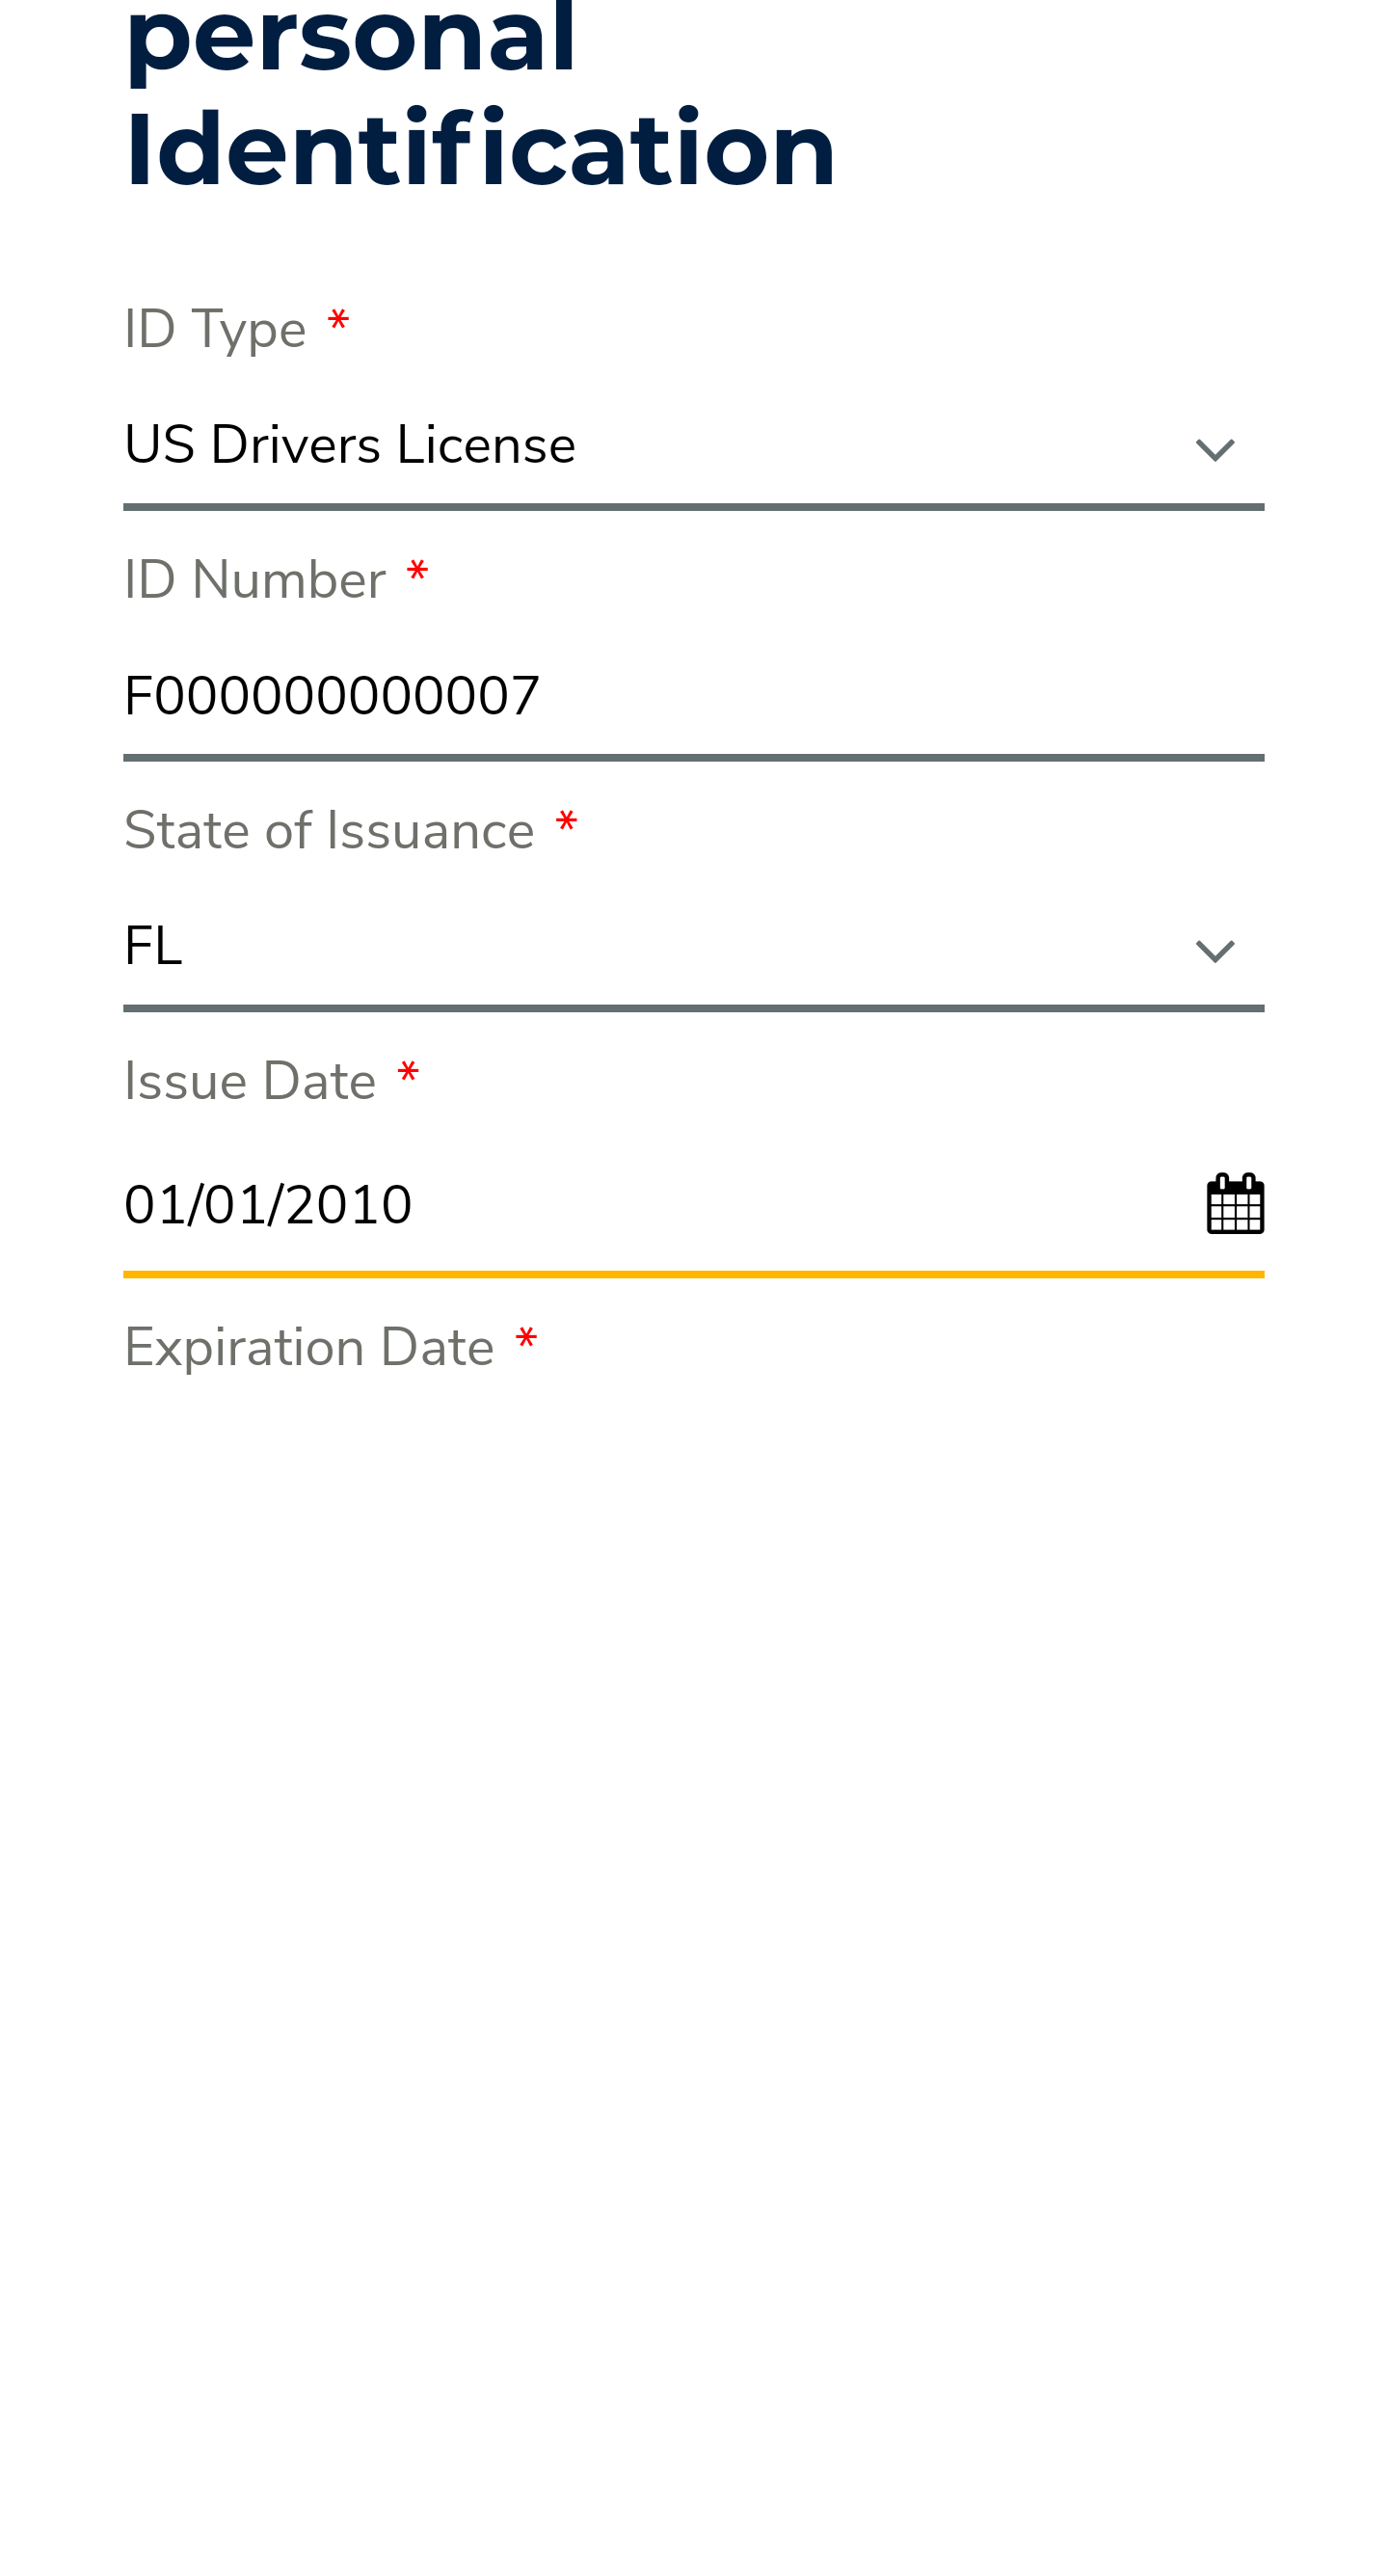 personal
Identification
ID Type *
US Drivers License
ID Number *
F000000000007
State of Issuance *
FL
Issue Date *
01/01/2010
Expiration Date *